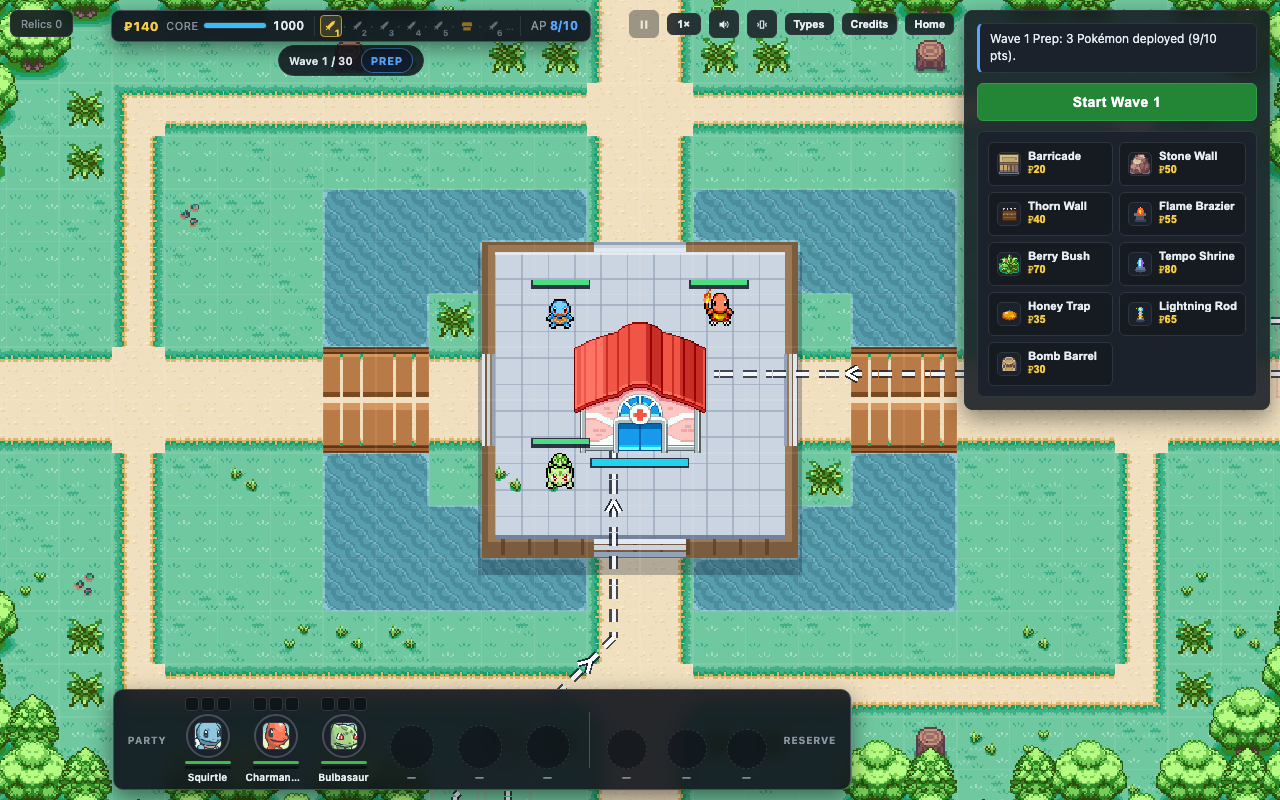 Relics 0
₽140 CORE 1000 1 2 3 4 5 6 ... AP 8/10
1×
Types
Credits
Home
Wave 1 / 30 PREP
Wave 1 Prep: 3 Pokémon deployed (9/10
pts).
Start Wave 1
Barricade
₽20
Stone Wall
₽50
Thorn Wall
₽40
Flame Brazier
₽55
Berry Bush
₽70
Tempo Shrine
₽80
Honey Trap
₽35
Lightning Rod
₽65
Bomb Barrel
₽30
PARTY
Squirtle
Charman...
Bulbasaur
—
—
—
—
—
—
RESERVE